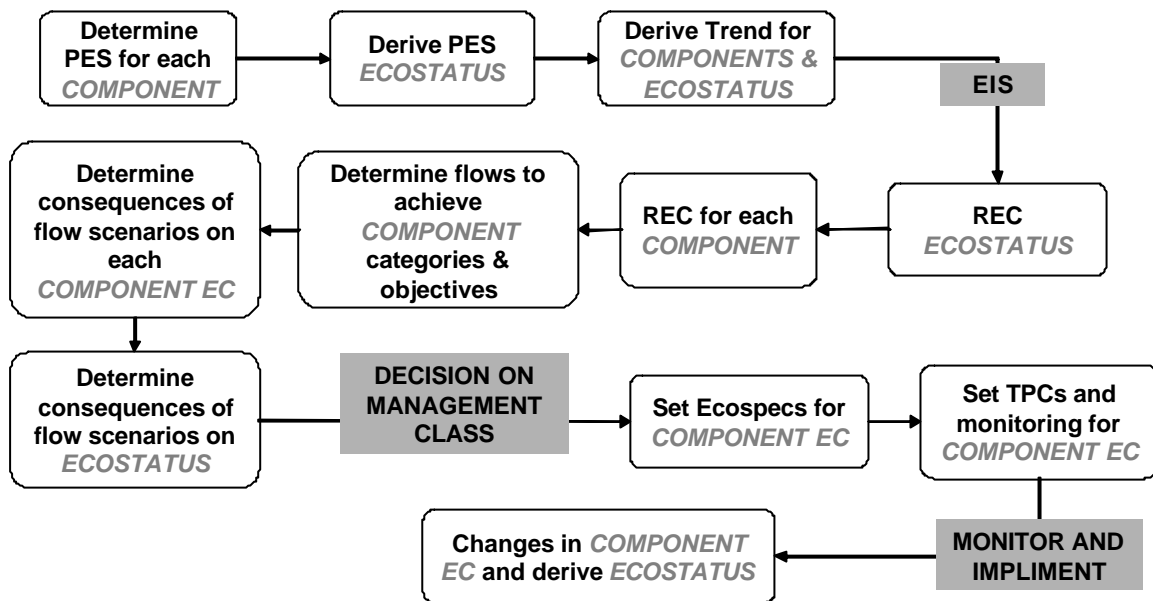 Determine
PES for each
COMPONENT
Derive PES
ECOSTATUS
Derive Trend for
COMPONENTS &
ECOSTATUS
EIS
REC
ECOSTATUS
REC for each
COMPONENT
Determine flows to
achieve
COMPONENT
categories &
objectives
Determine
consequences of
flow scenarios on
each
COMPONENT EC
Determine
consequences of
flow scenarios on
ECOSTATUS
DECISION ON
MANAGEMENT
CLASS
Set Ecospecs for
COMPONENT EC
Set TPCs and
monitoring for
COMPONENT EC
MONITOR AND
IMPLIMENT
Changes in COMPONENT
EC and derive ECOSTATUS